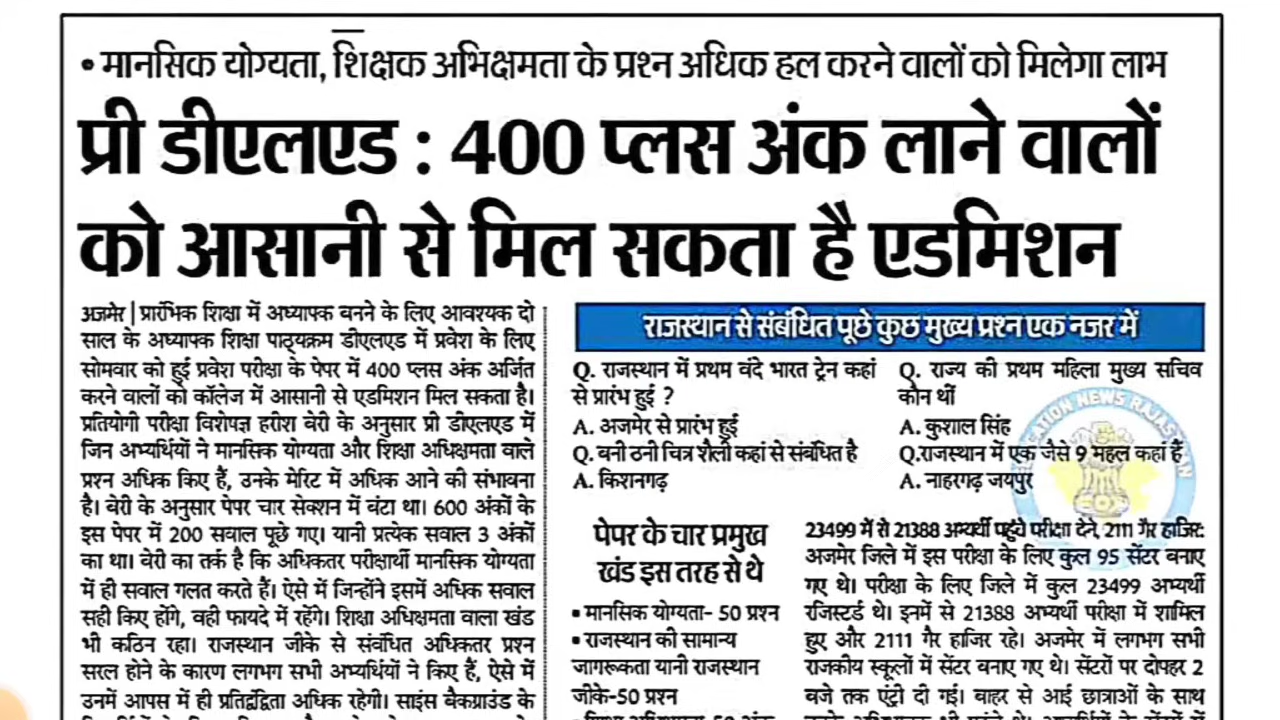 • मानसिक योग्यता, शिक्षक अभिक्षमता के प्रश्न अधिक हल करने वालों को मिलेगा लाभ
प्री डीएलएड : 400 प्लस अंक लाने वालों
को आसानी से मिल सकता है एडमिशन
अजमेर | प्रारंभिक शिक्षा में अध्यापक बनने के लिए आवश्यक दो
साल के अध्यापक शिक्षा पाठ्यक्रम डीएलएड में प्रवेश के लिए
सोमवार को हुई प्रवेश परीक्षा के पेपर में 400 प्लस अंक अर्जित
करने वालों को कॉलेज में आसानी से एडमिशन मिल सकता है।
प्रतियोगी परीक्षा विशेषज्ञ हरीश बेरी के अनुसार प्री डीएलएड में
जिन अभ्यर्थियों ने मानसिक योग्यता और शिक्षा अधिक्षमता वाले
प्रश्न अधिक किए हैं, उनके मेरिट में अधिक आने की संभावना
है। बेरी के अनुसार पेपर चार सेक्शन में बंटा था। 600 अंकों के
इस पेपर में 200 सवाल पूछे गए। यानी प्रत्येक सवाल 3 अंकों
का था। बेरी का तर्क है कि अधिकतर परीक्षार्थी मानसिक योग्यता
में ही सवाल गलत करते हैं। ऐसे में जिन्होंने इसमें अधिक सवाल
सही किए होंगे, वही फायदे में रहेंगे। शिक्षा अधिक्षमता वाला खंड
भी कठिन रहा। राजस्थान जीके से संबंधित अधिकतर प्रश्न
सरल होने के कारण लगभग सभी अभ्यर्थियों ने किए हैं, ऐसे में
उनमें आपस में ही प्रतिद्वंद्विता अधिक रहेगी। साइंस बैकग्राउंड के
राजस्थान से संबंधित पूछे कुछ मुख्य प्रश्न एक नजर में
Q. राजस्थान में प्रथम वंदे भारत ट्रेन कहां
से प्रारंभ हुई ?
A. अजमेर से प्रारंभ हुई
Q. बनी ठनी चित्र शैली कहां से संबंधित है
A. किशनगढ़
Q. राज्य की प्रथम महिला मुख्य सचिव
कौन थीं
A. कुशाल सिंह
Q.राजस्थान में एक जैसे 9 महल कहां हैं
A. नाहरगढ़ जयपुर
पेपर के चार प्रमुख
खंड इस तरह से थे
▪ मानसिक योग्यता- 50 प्रश्न
▪ राजस्थान की सामान्य
जागरूकता यानी राजस्थान
जीके-50 प्रश्न
23499 में से 21388 अभ्यर्थी पहुंचे परीक्षा देने, 2111 गैर हाजिर:
अजमेर जिले में इस परीक्षा के लिए कुल 95 सेंटर बनाए
गए थे। परीक्षा के लिए जिले में कुल 23499 अभ्यर्थी
रजिस्टर्ड थे। इनमें से 21388 अभ्यर्थी परीक्षा में शामिल
हुए और 2111 गैर हाजिर रहे। अजमेर में लगभग सभी
राजकीय स्कूलों में सेंटर बनाए गए थे। सेंटरों पर दोपहर 2
बजे तक एंट्री दी गई। बाहर से आई छात्राओं के साथ
EDUCATION NEWS RAJASTHAN